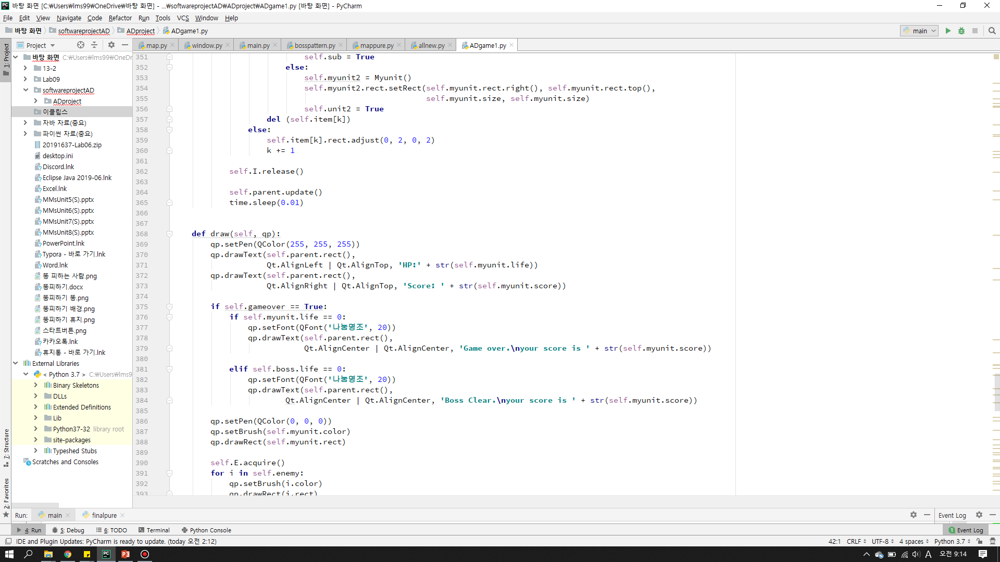 바탕 화면 [C:₩Users₩lms99₩OneDrive₩바탕 화면] - ...₩softwareprojectAD₩ADproject₩ADgame1.py [바탕 화면] - PyCharm
File Edit View Navigate Code Refactor Run Tools VCS Window Help
바탕 화면 softwareprojectAD ADproject ADgame1.py main
Project map.py window.py main.py bosspattern.py mappure.py allnew.py ADgame1.py
1: Project
7: Structure
2: Favorites
바탕 화면 C:₩Users₩lms99₩OneDr
13-2
Lab09
softwareprojectAD
ADproject
이클립스
자바 자료(중요)
파이썬 자료(중요)
20191637-Lab06.zip
desktop.ini
Discord.lnk
Eclipse Java 2019-06.lnk
Excel.lnk
MMsUnit5(S).pptx
MMsUnit6(S).pptx
MMsUnit7(S).pptx
MMsUnit8(S).pptx
PowerPoint.lnk
Typora - 바로 가기.lnk
Word.lnk
똥 피하는 사람.png
똥피하기.docx
똥피하기 똥.png
똥피하기 배경.png
똥피하기 휴지.png
스타트버튼.png
카카오톡.lnk
휴지통 - 바로 가기.lnk
External Libraries
< Python 3.7 > C:₩Users₩lms9
Binary Skeletons
DLLs
Extended Definitions
Lib
Python37-32 library root
site-packages
Typeshed Stubs
Scratches and Consoles
351 self.sub = True
352 else:
353 self.myunit2 = Myunit()
354 self.myunit2.rect.setRect(self.myunit.rect.right(), self.myunit.rect.top(),
355 self.myunit.size, self.myunit.size)
356 self.unit2 = True
357 del (self.item[k])
358 else:
359 self.item[k].rect.adjust(0, 2, 0, 2)
360 k += 1
361
362 self.I.release()
363
364 self.parent.update()
365 time.sleep(0.01)
366
367
368 def draw(self, qp):
369 qp.setPen(QColor(255, 255, 255))
370 qp.drawText(self.parent.rect(),
371 Qt.AlignLeft | Qt.AlignTop, 'HP:' + str(self.myunit.life))
372 qp.drawText(self.parent.rect(),
373 Qt.AlignRight | Qt.AlignTop, 'Score: ' + str(self.myunit.score))
374
375 if self.gameover == True:
376 if self.myunit.life == 0:
377 qp.setFont(QFont('나눔명조', 20))
378 qp.drawText(self.parent.rect(),
379 Qt.AlignCenter | Qt.AlignCenter, 'Game over.\nyour score is ' + str(self.myunit.score))
380
381 elif self.boss.life == 0:
382 qp.setFont(QFont('나눔명조', 20))
383 qp.drawText(self.parent.rect(),
384 Qt.AlignCenter | Qt.AlignCenter, 'Boss Clear.\nyour score is ' + str(self.myunit.score))
385
386 qp.setPen(QColor(0, 0, 0))
387 qp.setBrush(self.myunit.color)
388 qp.drawRect(self.myunit.rect)
389
390 self.E.acquire()
391 for i in self.enemy:
392 qp.setBrush(i.color)
393 qp.drawRect(i.rect)
Run: main finalpure Event Log
4: Run 5: Debug 6: TODO Terminal Python Console 1 Event Log
IDE and Plugin Updates: PyCharm is ready to update. (today 오전 2:12) 42:1 CRLF UTF-8 4 spaces Python 3.7
A 오전 9:14